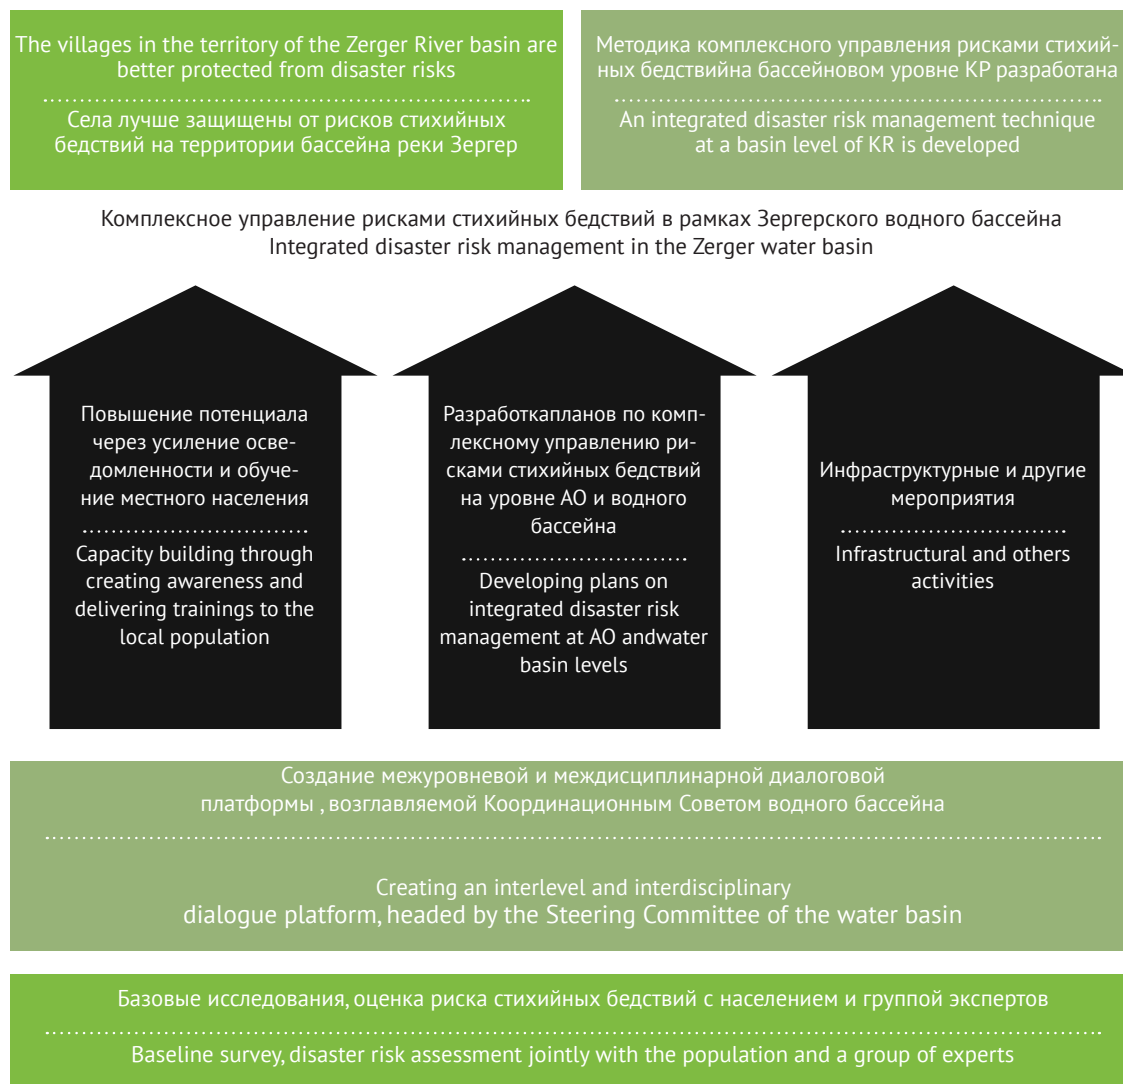 The villages in the territory of the Zerger River basin are
better protected from disaster risks
Села лучше защищены от рисков стихийных
бедствий на территории бассейна реки Зергер
Методика комплексного управления рисками стихий-
ных бедствийна бассейновом уровне КР разработана
An integrated disaster risk management technique
at a basin level of KR is developed
Комплексное управление рисками стихийных бедствий в рамках Зергерского водного бассейна
Integrated disaster risk management in the Zerger water basin
Повышение потенциала
через усиление осве-
домленности и обуче-
ние местного населения
Capacity building through
creating awareness and
delivering trainings to the
local population
Разработкапланов по комп-
лексному управлению ри-
сками стихийных бедствий
на уровне АО и водного
бассейна
Developing plans on
integrated disaster risk
management at AO andwater
basin levels
Инфраструктурные и другие
мероприятия
Infrastructural and others
activities
Создание межуровневой и междисциплинарной диалоговой
платформы , возглавляемой Координационным Советом водного бассейна
Creating an interlevel and interdisciplinary
dialogue platform, headed by the Steering Committee of the water basin
Базовые исследования, оценка риска стихийных бедствий с населением и группой экспертов
Baseline survey, disaster risk assessment jointly with the population and a group of experts